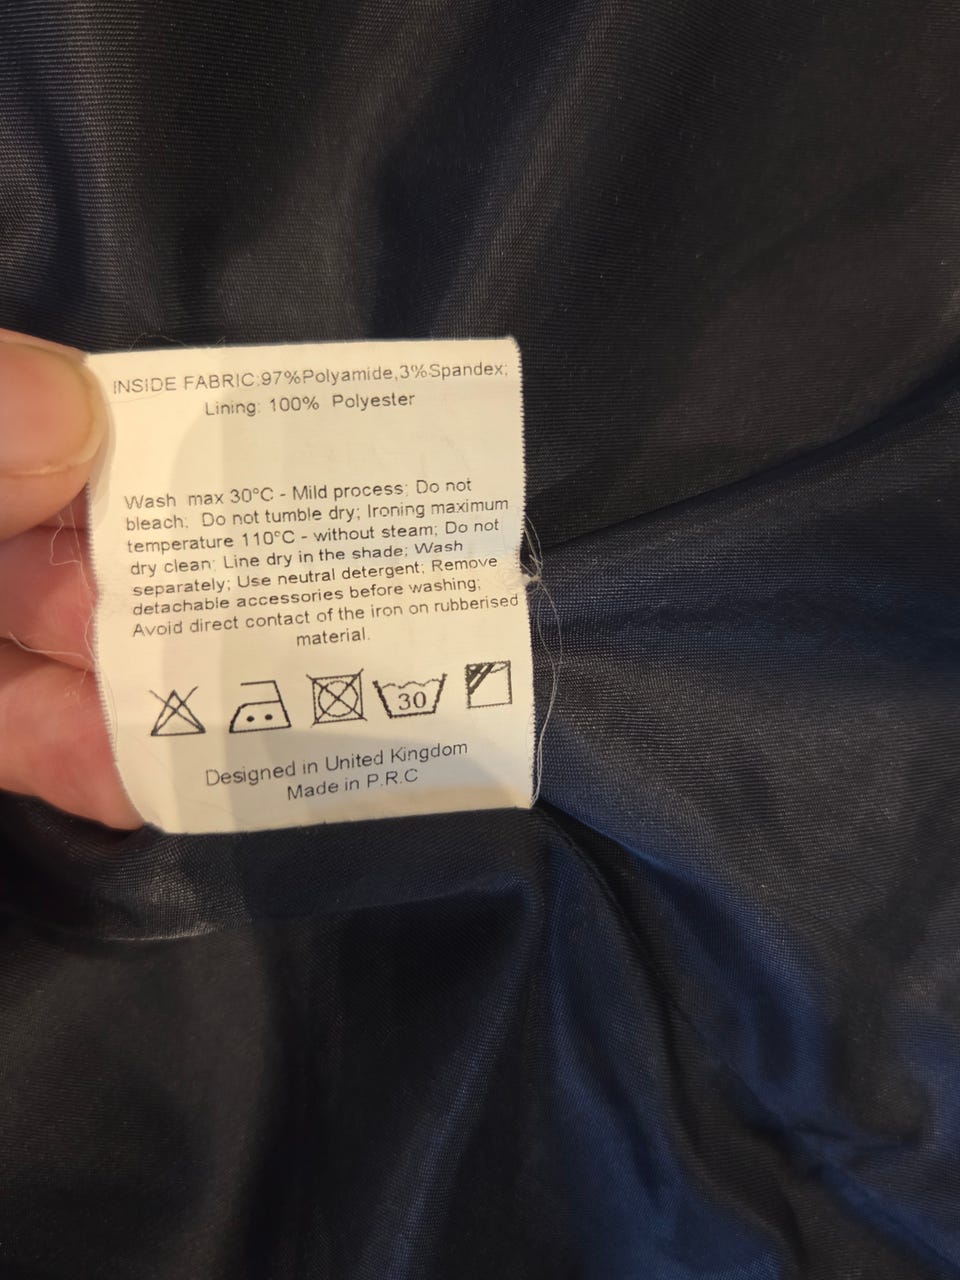 INSIDE FABRIC:97%Polyamide,3%Spandex;
Lining: 100% Polyester
Wash max 30°C - Mild process; Do not
bleach; Do not tumble dry; Ironing maximum
temperature 110°C - without steam; Do not
dry clean; Line dry in the shade; Wash
separately; Use neutral detergent; Remove
detachable accessories before washing;
Avoid direct contact of the iron on rubberised
material.
30
Designed in United Kingdom
Made in P.R.C